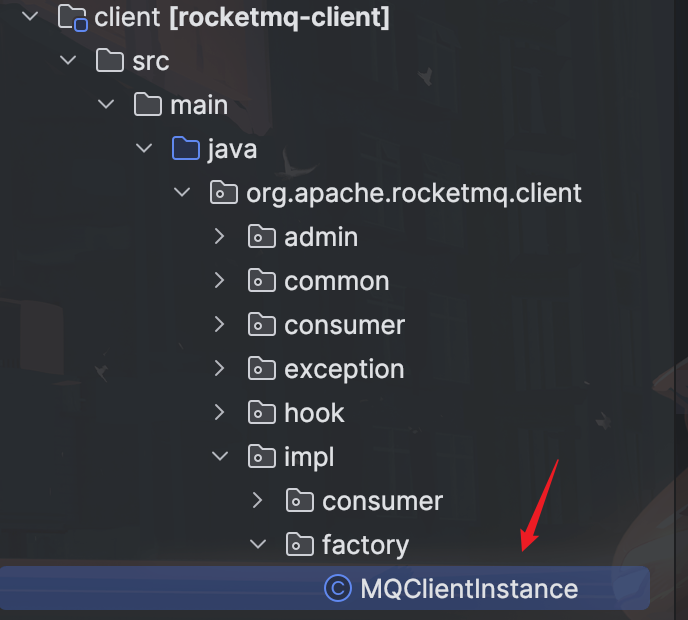 client [rocketmq-client]
src
main
java
org.apache.rocketmq.client
admin
common
consumer
exception
hook
impl
consumer
factory
C MQClientInstance